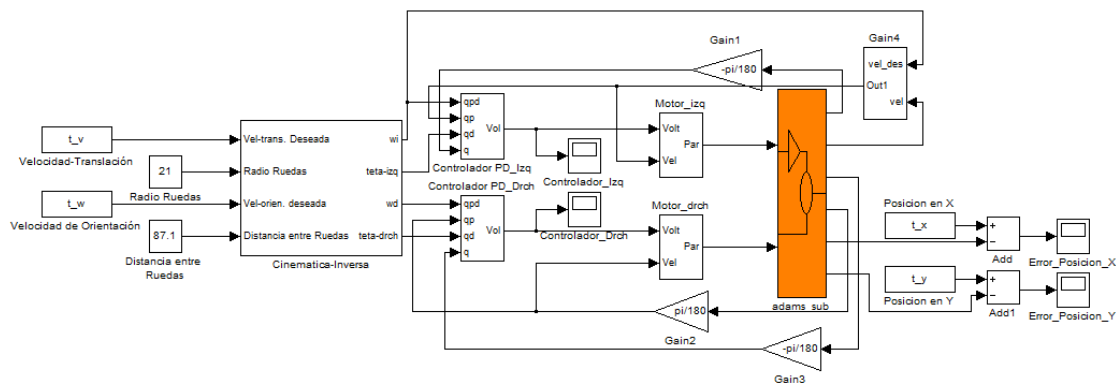 t_v
Velocidad-Translación
21
Radio Ruedas
t_w
Velocidad de Orientación
87.1
Distancia entre
Ruedas
Vel-trans. Deseada
wi
Radio Ruedas
teta-izq
Vel-orien. deseada
wd
Distancia entre Ruedas
teta-drch
Cinematica-Inversa
qpd
qp
qd
q
Vol
Controlador PD_Izq
Controlador PD_Drch
qpd
qp
qd
q
Vol
Controlador_Izq
Controlador_Drch
Motor_izq
Volt
Vel
Par
Motor_drch
Volt
Vel
Par
Gain1
-pi/180
adams_sub
Gain4
vel_des
Out1
vel
pi/180
Gain2
-pi/180
Gain3
Posicion en X
t_x
+
−
Add
Error_Posicion_X
t_y
Posicion en Y
+
−
Add1
Error_Posicion_Y